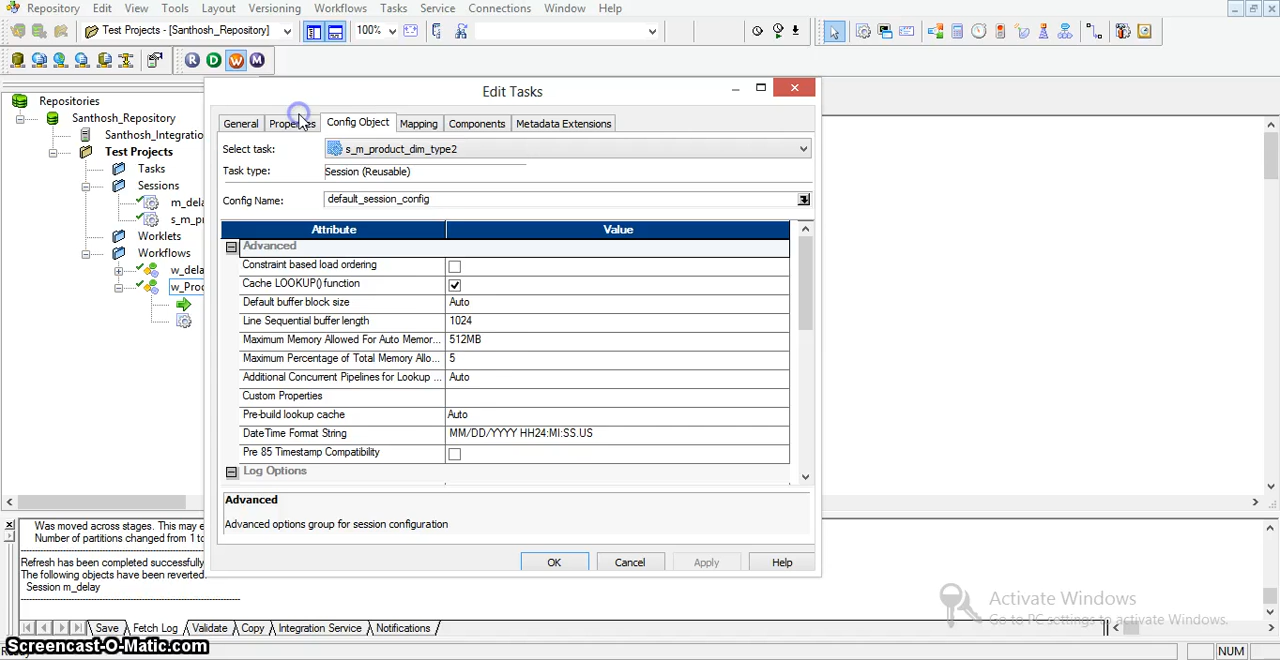 Repository Edit Tools Layout Versioning Workflows Tasks Service Connections Window Help
Test Projects - [Santhosh_Repository] 100%
R D W M
Repositories
Santhosh_Repository
Santhosh_Integratio
Test Projects
Tasks
Sessions
m_dela
s_m_p
Worklets
Workflows
w_dela
w_Prod
Edit Tasks
General Properties Config Object Mapping Components Metadata Extensions
Select task: s_m_product_dim_type2
Task type: Session (Reusable)
Config Name: default_session_config
Attribute Value
Advanced
Constraint based load ordering
Cache LOOKUP() function
Default buffer block size Auto
Line Sequential buffer length 1024
Maximum Memory Allowed For Auto Memor... 512MB
Maximum Percentage of Total Memory Allo... 5
Additional Concurrent Pipelines for Lookup ... Auto
Custom Properties
Pre-build lookup cache Auto
DateTime Format String MM/DD/YYYY HH24:MI:SS.US
Pre 85 Timestamp Compatibility
Log Options
Advanced
Advanced options group for session configuration
OK Cancel Apply Help
Was moved across stages. This may e
Number of partitions changed from 1 to
Refresh has been completed successfully
The following objects have been reverted
Session m_delay
Activate Windows
Go to PC settings to activate Windows.
Save Fetch Log Validate Copy Integration Service Notifications
Screencast-O-Matic.com
NUM